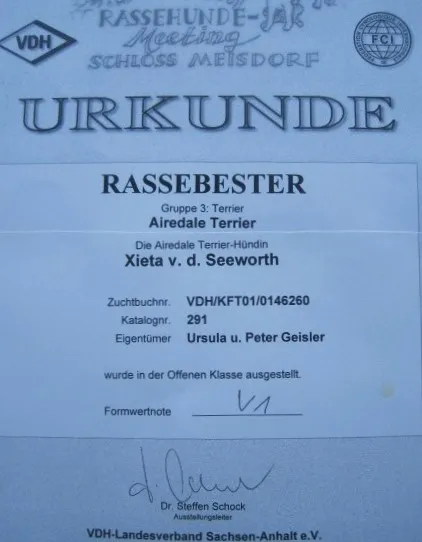 RASSEHUNDE-JAK
Meeting
SCHLOSS MEISDORF
VDH
FCI
URKUNDE
RASSEBESTER
Gruppe 3: Terrier
Airedale Terrier
Die Airedale Terrier-Hündin
Xieta v. d. Seeworth
Zuchtbuchnr. VDH/KFT01/0146260
Katalognr. 291
Eigentümer Ursula u. Peter Geisler
wurde in der Offenen Klasse ausgestellt.
Formwertnote V1
Dr. Steffen Schock
Ausstellungsleiter
VDH-Landesverband Sachsen-Anhalt e.V.